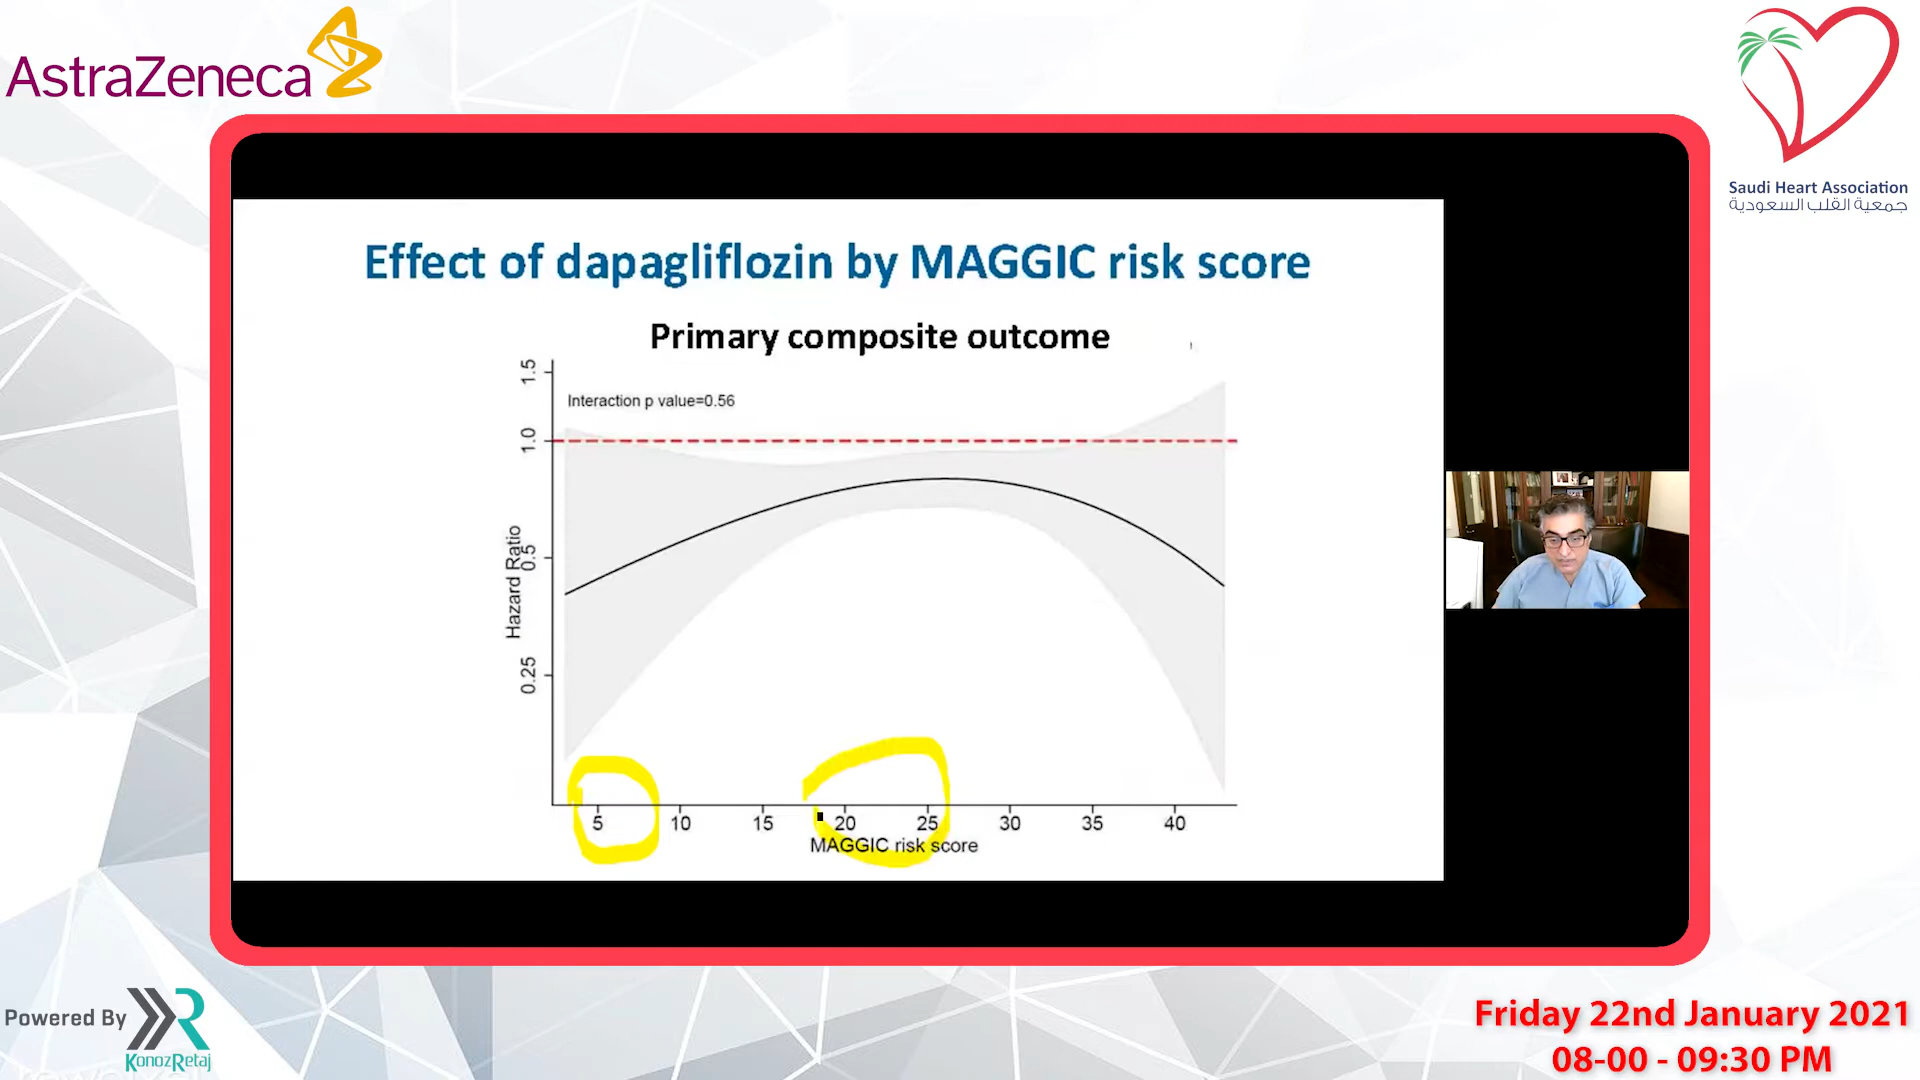 AstraZeneca
Saudi Heart Association
جمعية القلب السعودية
Effect of dapagliflozin by MAGGIC risk score
Primary composite outcome
Interaction p value=0.56
1.5
1.0
0.5
0.25
Hazard Ratio
5 10 15 20 25 30 35 40
MAGGIC risk score
Powered By
KonozRetaj
Friday 22nd January 2021
08-00 - 09:30 PM